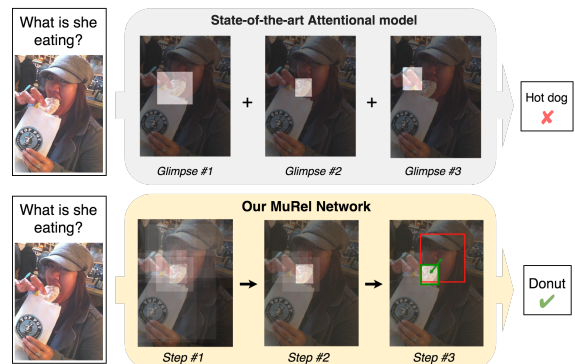 What is she
eating?
State-of-the-art Attentional model
+
+
Glimpse #1
Glimpse #2
Glimpse #3
Hot dog
✘
What is she
eating?
Our MuRel Network
Step #1
Step #2
Step #3
Donut
✔